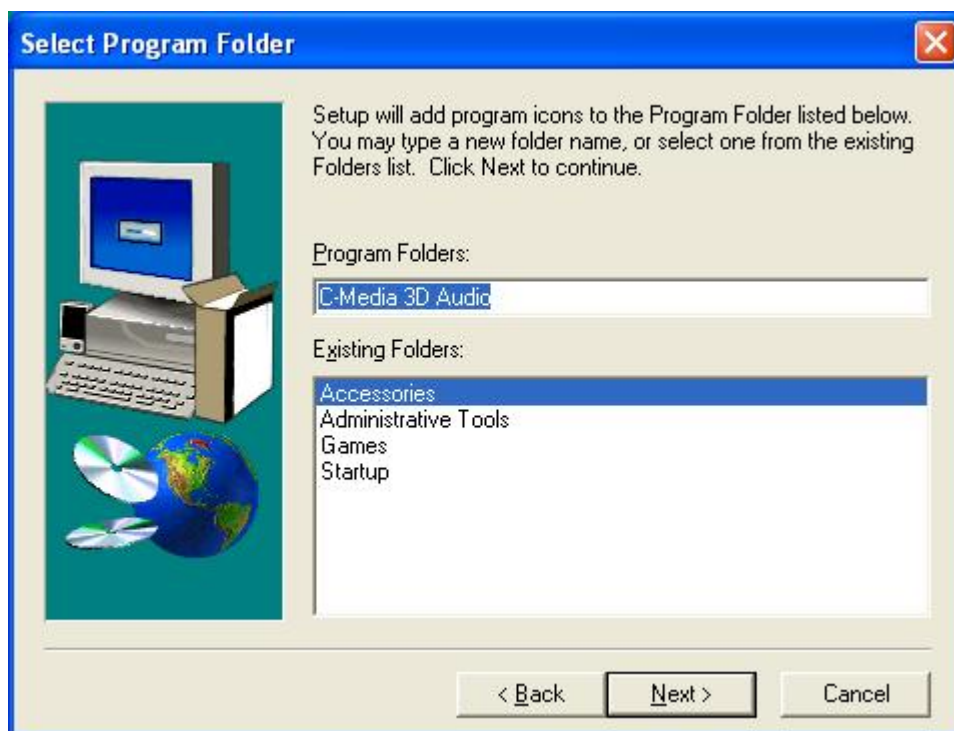 Select Program Folder
Setup will add program icons to the Program Folder listed below.
You may type a new folder name, or select one from the existing
Folders list.  Click Next to continue.
Program Folders:
C-Media 3D Audio
Existing Folders:
Accessories
Administrative Tools
Games
Startup
< Back
Next >
Cancel